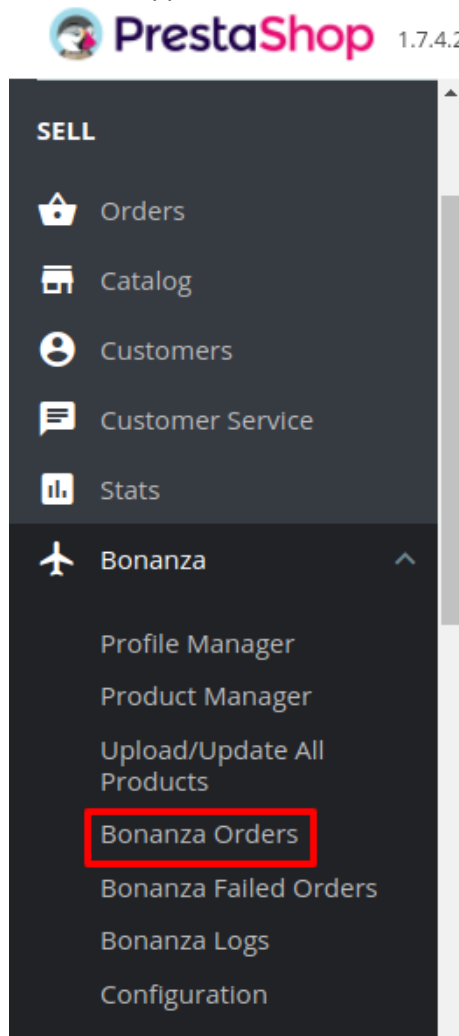 PrestaShop 1.7.4.2
SELL
Orders
Catalog
Customers
Customer Service
Stats
Bonanza
Profile Manager
Product Manager
Upload/Update All
Products
Bonanza Orders
Bonanza Failed Orders
Bonanza Logs
Configuration